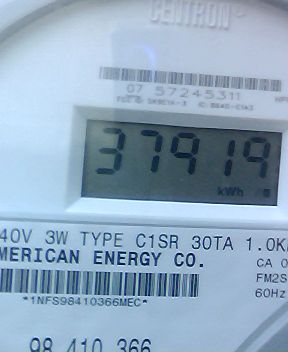 CENTRON
07 57245311
37919
kWh
40V 3W TYPE C1SR 30TA 1.0K
MERICAN ENERGY CO.
CA 0
FM2S
60Hz
*1NFS98410366MEC*
98 410 366